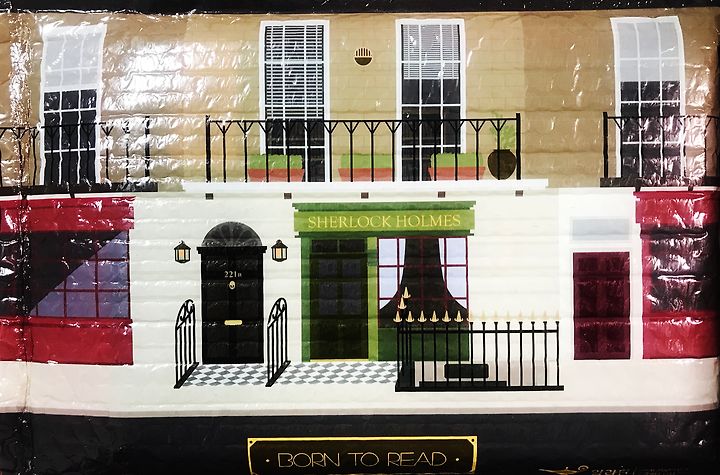 SHERLOCK HOLMES
221B
· BORN TO READ ·